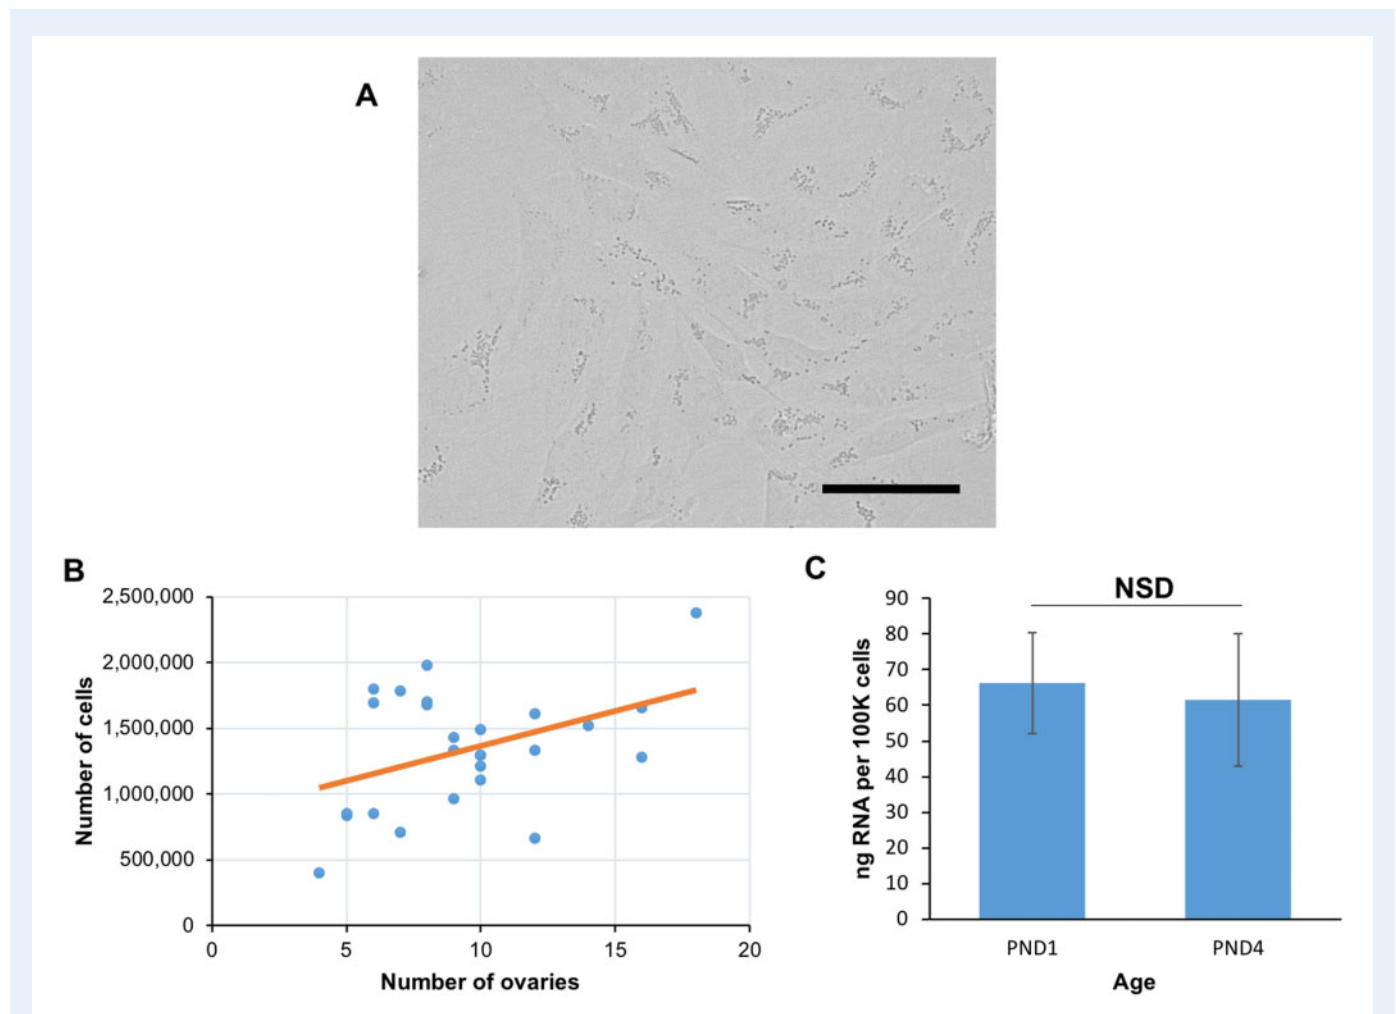 A
B
2,500,000
2,000,000
1,500,000
1,000,000
500,000
0
0 5 10 15 20
Number of cells
Number of ovaries
C
NSD
90
80
70
60
50
40
30
20
10
0
ng RNA per 100K cells
PND1 PND4
Age